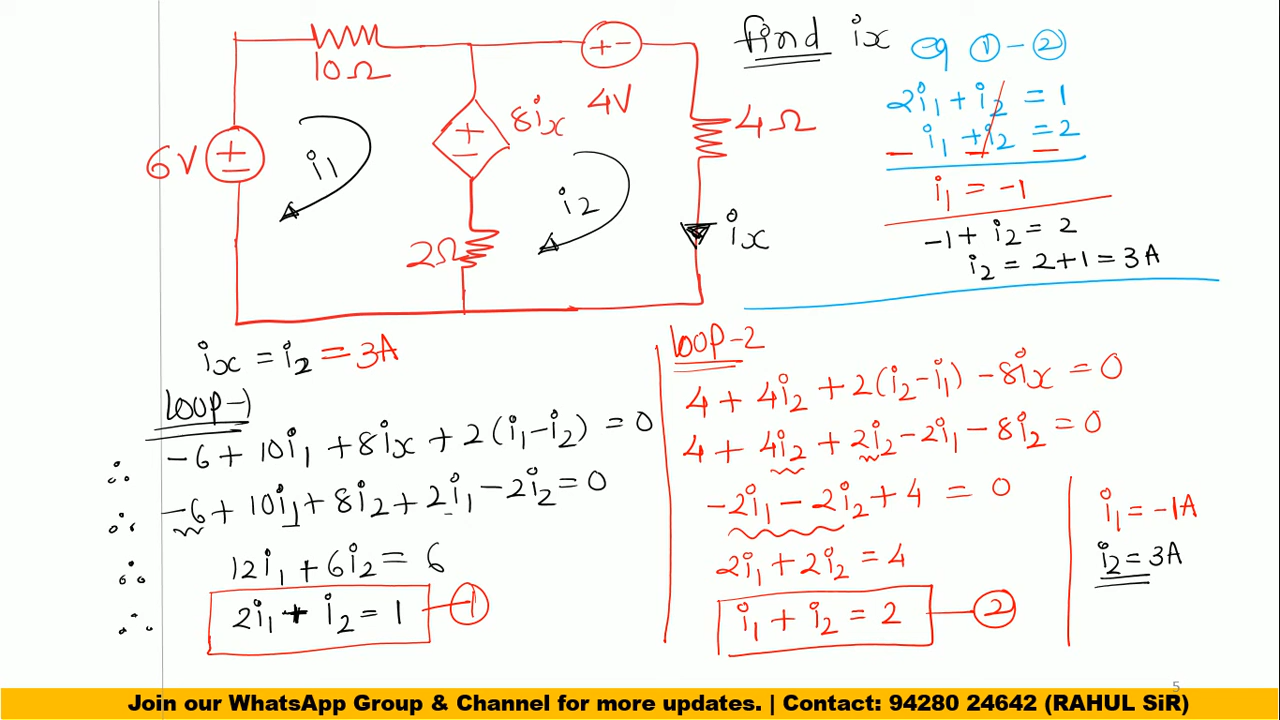 find ix
10Ω
6V
i1
8ix
4V
4Ω
i2
2Ω
ix
eq ① - ②
2i1 + i2 = 1
i1 + i2 = 2
i1 = -1
-1 + i2 = 2
i2 = 2+1 = 3A
ix = i2 = 3A
loop-1
-6 + 10i1 + 8ix + 2(i1-i2) = 0
∴ -6 + 10i1 + 8i2 + 2i1 - 2i2 = 0
12i1 + 6i2 = 6
2i1 + i2 = 1 — ①
loop-2
4 + 4i2 + 2(i2-i1) - 8ix = 0
4 + 4i2 + 2i2 - 2i1 - 8i2 = 0
-2i1 - 2i2 + 4 = 0
2i1 + 2i2 = 4
i1 + i2 = 2 — ②
i1 = -1A
i2 = 3A
5
Join our WhatsApp Group & Channel for more updates. | Contact: 94280 24642 (RAHUL SiR)